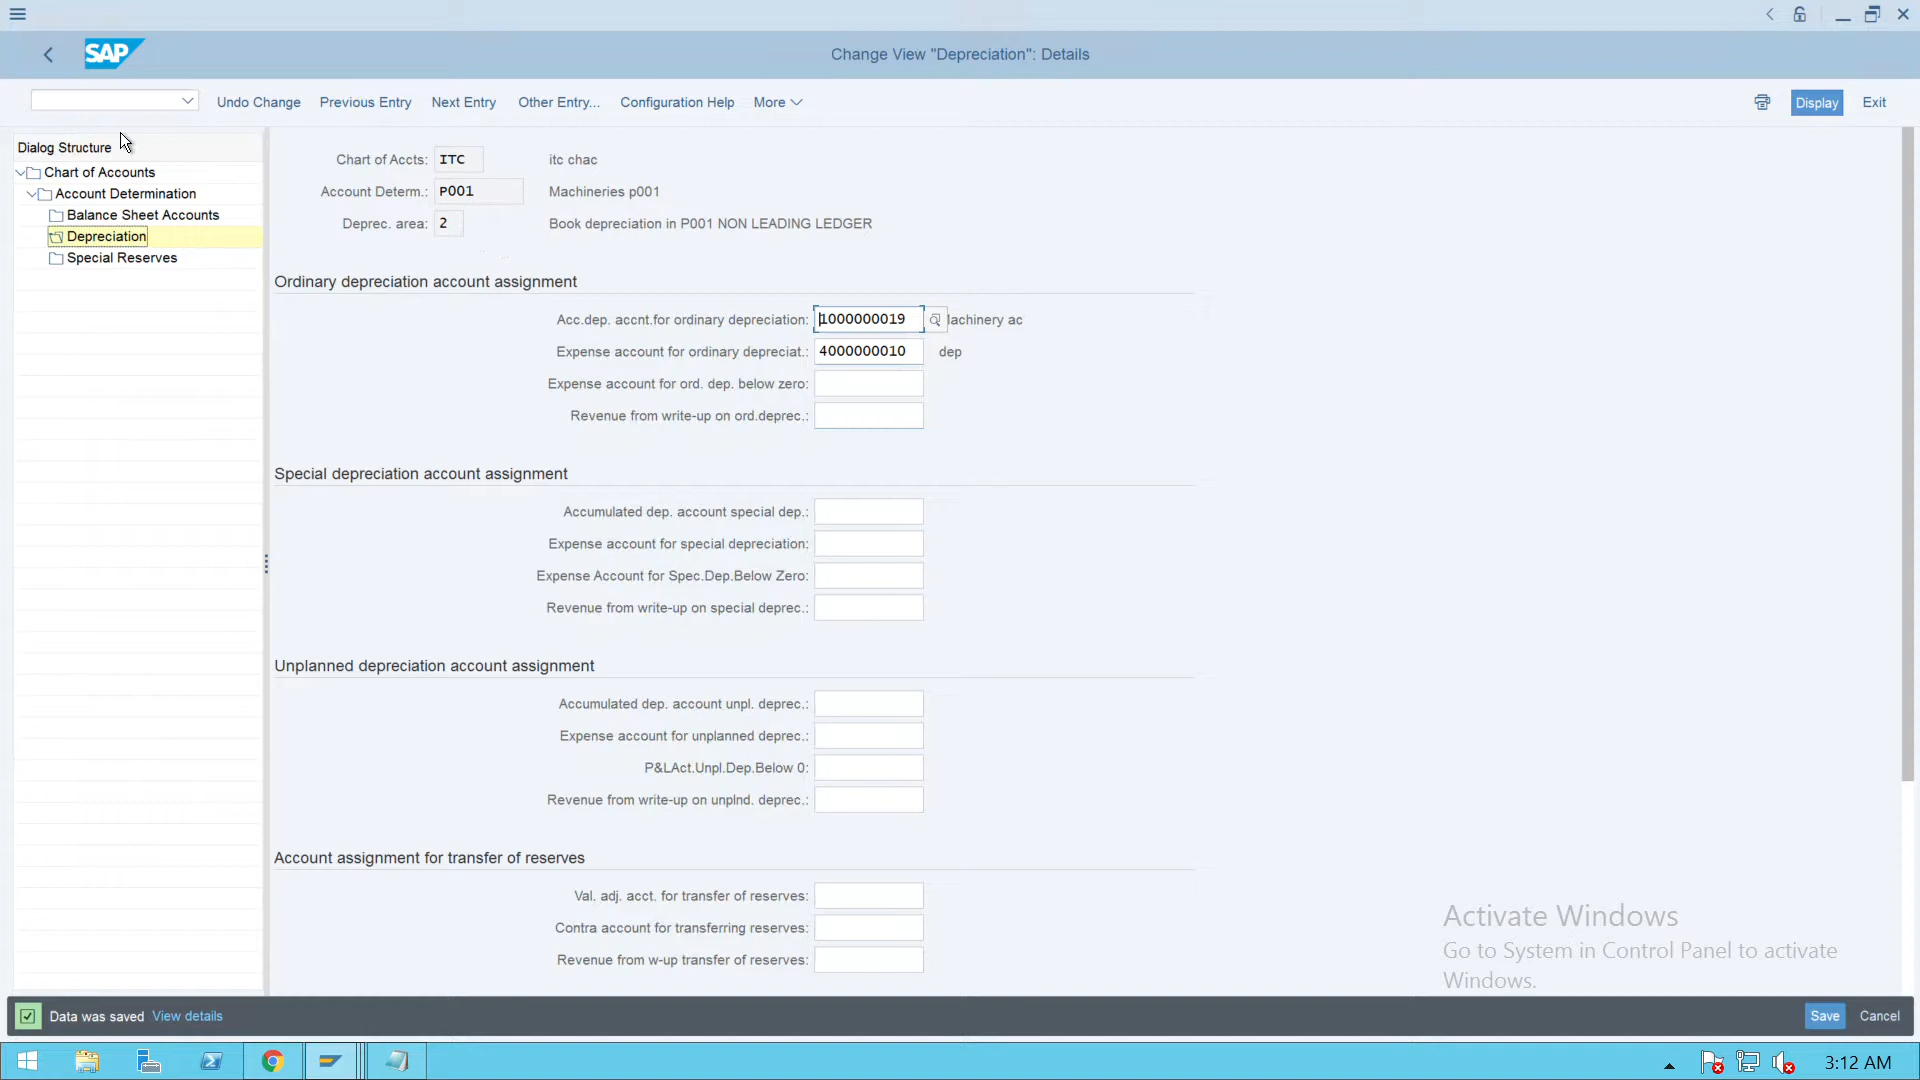 SAP
Change View "Depreciation": Details
Undo Change Previous Entry Next Entry Other Entry... Configuration Help More Display Exit
Dialog Structure
Chart of Accounts
Account Determination
Balance Sheet Accounts
Depreciation
Special Reserves
Chart of Accts: ITC itc chac
Account Determ.: P001 Machineries p001
Deprec. area: 2 Book depreciation in P001 NON LEADING LEDGER
Ordinary depreciation account assignment
Acc.dep. accnt.for ordinary depreciation: 1000000019 lachinery ac
Expense account for ordinary depreciat.: 4000000010 dep
Expense account for ord. dep. below zero:
Revenue from write-up on ord.deprec.:
Special depreciation account assignment
Accumulated dep. account special dep.:
Expense account for special depreciation:
Expense Account for Spec.Dep.Below Zero:
Revenue from write-up on special deprec.:
Unplanned depreciation account assignment
Accumulated dep. account unpl. deprec.:
Expense account for unplanned deprec.:
P&LAct.Unpl.Dep.Below 0:
Revenue from write-up on unplnd. deprec.:
Account assignment for transfer of reserves
Val. adj. acct. for transfer of reserves:
Contra account for transferring reserves:
Revenue from w-up transfer of reserves:
Activate Windows
Go to System in Control Panel to activate
Windows.
Data was saved View details Save Cancel
3:12 AM